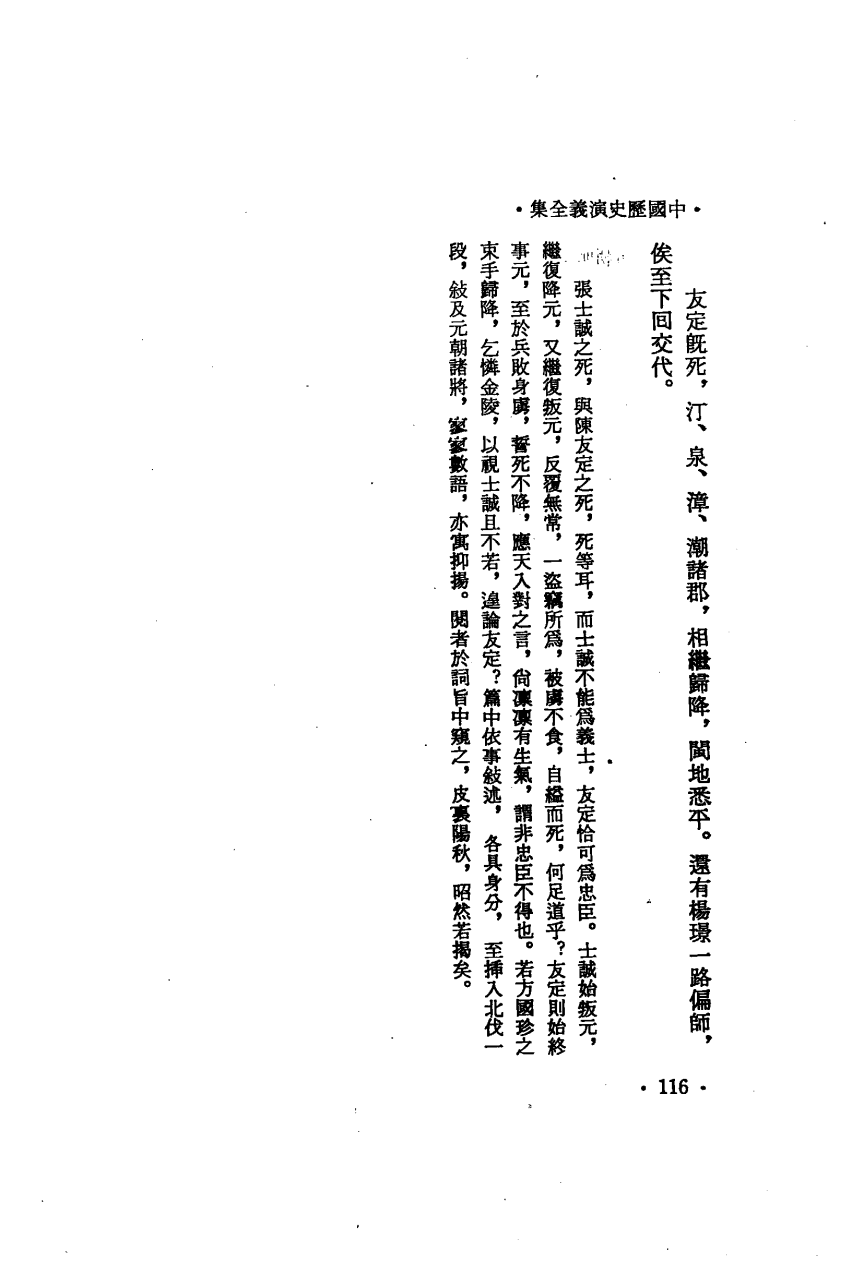 ·中國歷史演義全集·
友定旣死，汀、泉、漳、潮諸郡，相繼歸降，閩地悉平。還有楊璟一路偏師，
俟至下回交代。
張士誠之死，與陳友定之死，死等耳，而士誠不能爲義士，友定恰可爲忠臣。士誠始叛元，
繼復降元，又繼復叛元，反覆無常，一盜竊所爲，被虜不食，自縊而死，何足道乎？友定則始終
事元，至於兵敗身虜，誓死不降，應天入對之言，尙凜凜有生氣，謂非忠臣不得也。若方國珍之
束手歸降，乞憐金陵，以視士誠且不若，遑論友定？篇中依事敍述，各具身分，至揷入北伐一
段，敍及元朝諸將，寥寥數語，亦寓抑揚。閱者於詞旨中窺之，皮裏陽秋，昭然若揭矣。
·116·